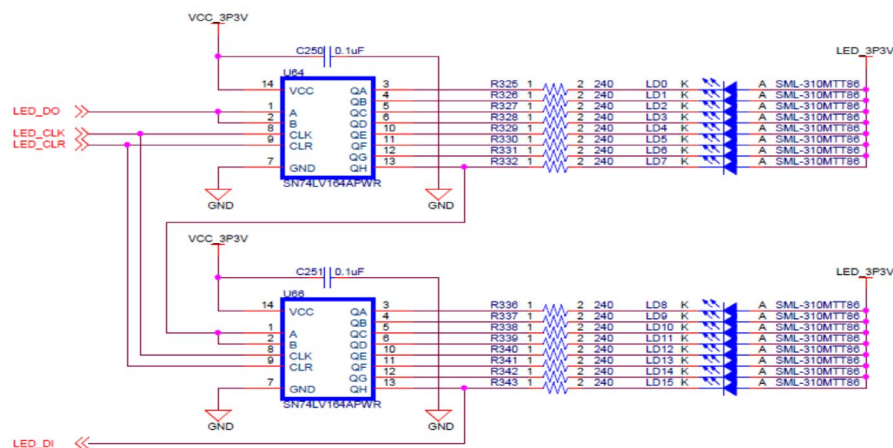 VCC_3P3V
LED_3P3V
C250 0.1uF
U64
14 VCC QA 3 R325 1 2 240 LD0 K A SML-310MTT86
QB 4 R326 1 2 240 LD1 K A SML-310MTT86
LED_DO 1 A QC 5 R327 1 2 240 LD2 K A SML-310MTT86
2 B QD 6 R328 1 2 240 LD3 K A SML-310MTT86
LED_CLK 8 CLK QE 10 R329 1 2 240 LD4 K A SML-310MTT86
LED_CLR 9 CLR QF 11 R330 1 2 240 LD5 K A SML-310MTT86
QG 12 R331 1 2 240 LD6 K A SML-310MTT86
7 GND QH 13 R332 1 2 240 LD7 K A SML-310MTT86
SN74LV164APWR
GND
GND
VCC_3P3V
LED_3P3V
C251 0.1uF
U66
14 VCC QA 3 R336 1 2 240 LD8 K A SML-310MTT86
QB 4 R337 1 2 240 LD9 K A SML-310MTT86
1 A QC 5 R338 1 2 240 LD10 K A SML-310MTT86
2 B QD 6 R339 1 2 240 LD11 K A SML-310MTT86
8 CLK QE 10 R340 1 2 240 LD12 K A SML-310MTT86
9 CLR QF 11 R341 1 2 240 LD13 K A SML-310MTT86
QG 12 R342 1 2 240 LD14 K A SML-310MTT86
7 GND QH 13 R343 1 2 240 LD15 K A SML-310MTT86
SN74LV164APWR
GND
GND
LED_DI